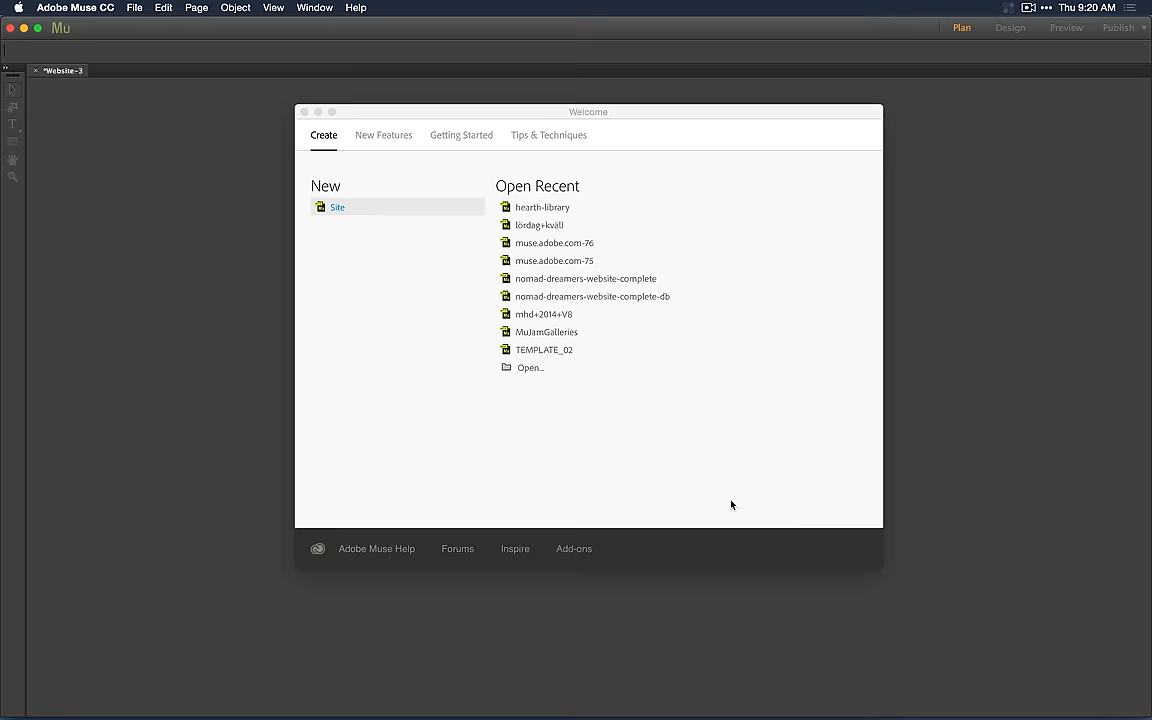 Adobe Muse CC File Edit Page Object View Window Help Thu 9:20 AM
Mu Plan Design Preview Publish
*Website-3
Welcome
Create New Features Getting Started Tips & Techniques
New
Site
Open Recent
hearth-library
lördag+kväll
muse.adobe.com-76
muse.adobe.com-75
nomad-dreamers-website-complete
nomad-dreamers-website-complete-db
mhd+2014+V8
MuJamGalleries
TEMPLATE_02
Open...
Adobe Muse Help Forums Inspire Add-ons